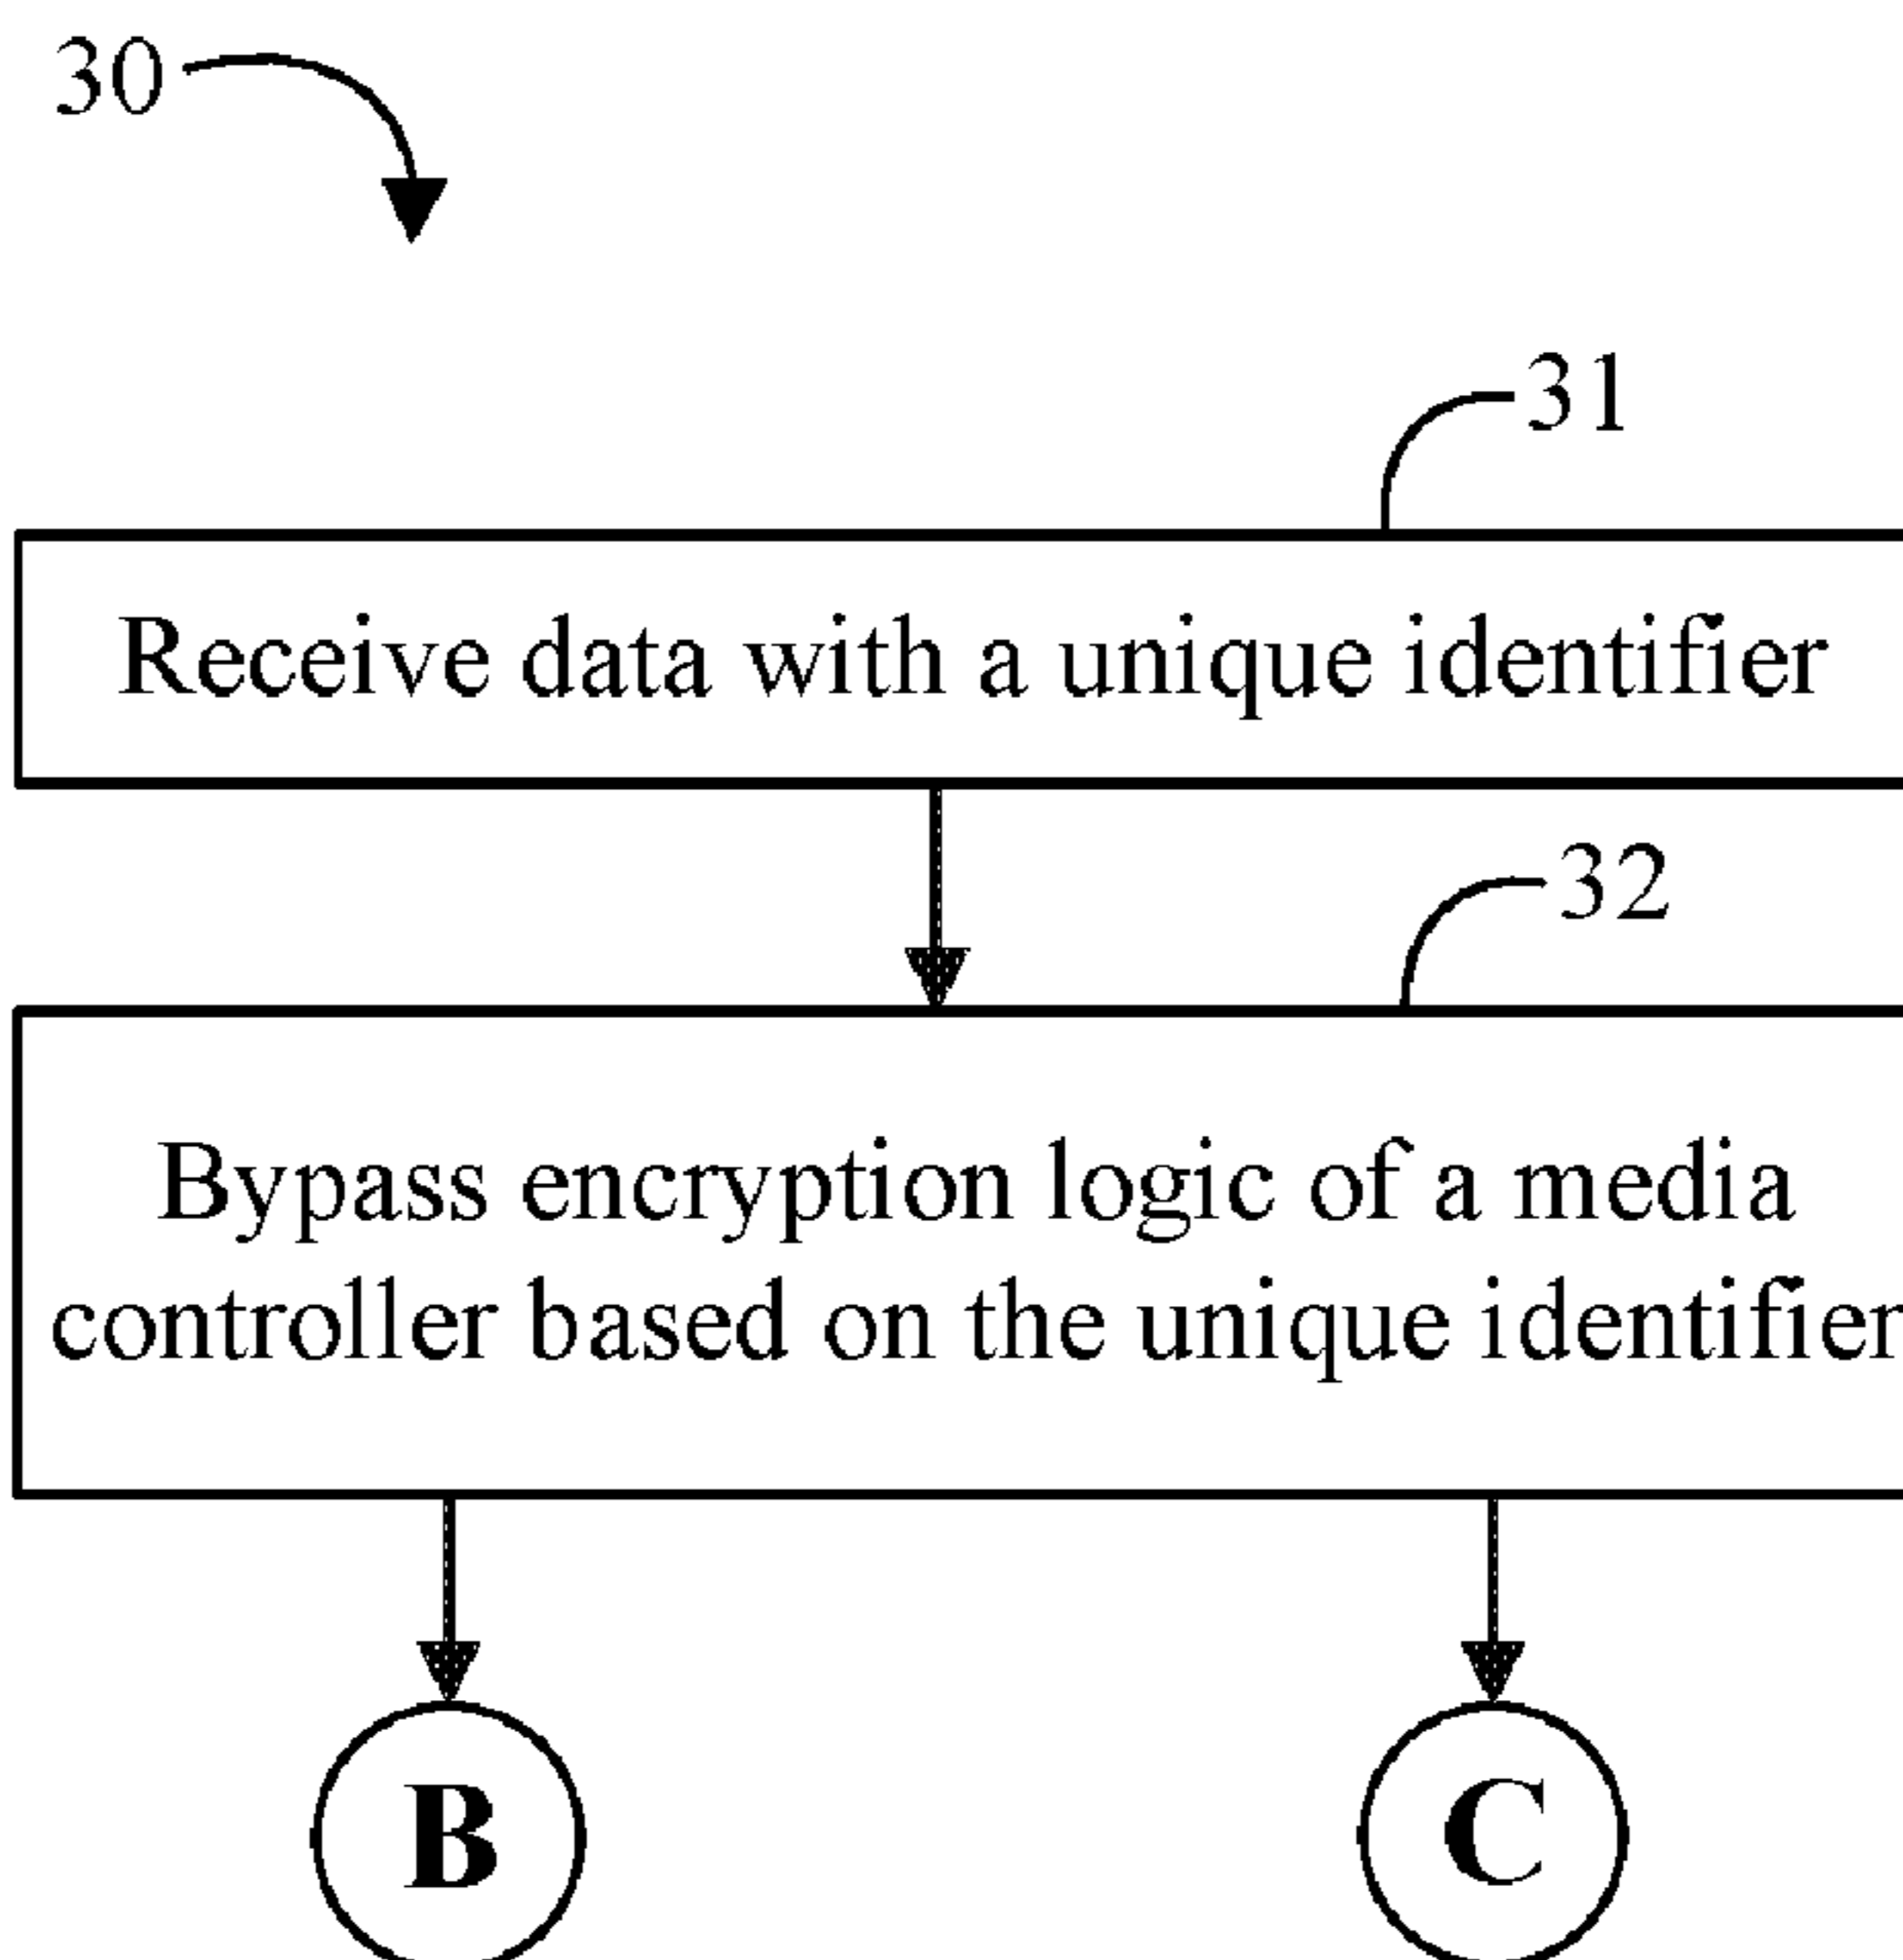 30
31
Receive data with a unique identifier
32
Bypass encryption logic of a media
controller based on the unique identifier
B
C